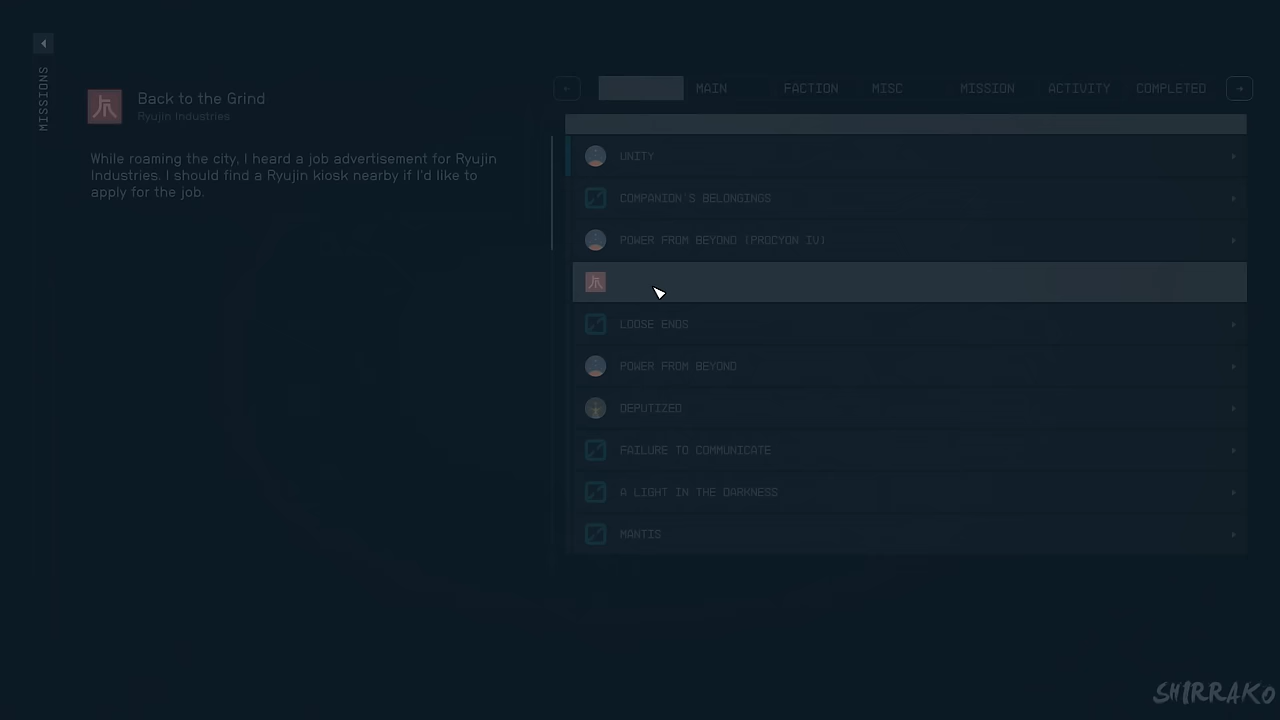 MISSIONS
Back to the Grind
Ryujin Industries
While roaming the city, I heard a job advertisement for Ryujin
Industries. I should find a Ryujin kiosk nearby if I'd like to
apply for the job.
MAIN FACTION MISC MISSION ACTIVITY COMPLETED
UNITY
COMPANION'S BELONGINGS
POWER FROM BEYOND (PROCYON IV)
LOOSE ENDS
POWER FROM BEYOND
DEPUTIZED
FAILURE TO COMMUNICATE
A LIGHT IN THE DARKNESS
MANTIS
SH1RRAKO